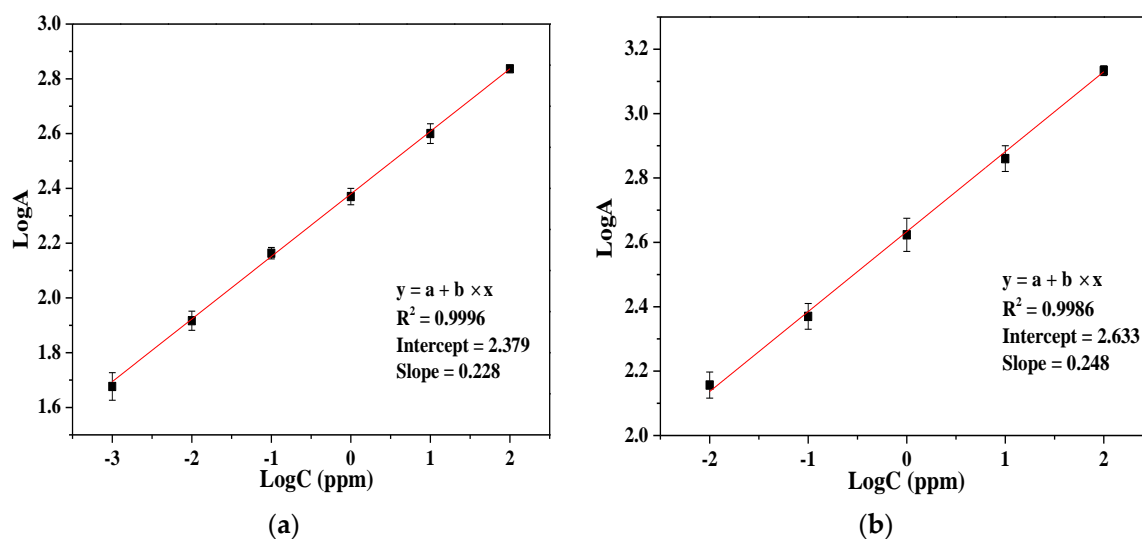 3.0
2.8
2.6
2.4
2.2
2.0
1.8
1.6
LogA
y = a + b × x
R² = 0.9996
Intercept = 2.379
Slope = 0.228
-3 -2 -1 0 1 2
LogC (ppm)
(a)
3.2
3.0
2.8
2.6
2.4
2.2
2.0
LogA
y = a + b × x
R² = 0.9986
Intercept = 2.633
Slope = 0.248
-2 -1 0 1 2
LogC (ppm)
(b)